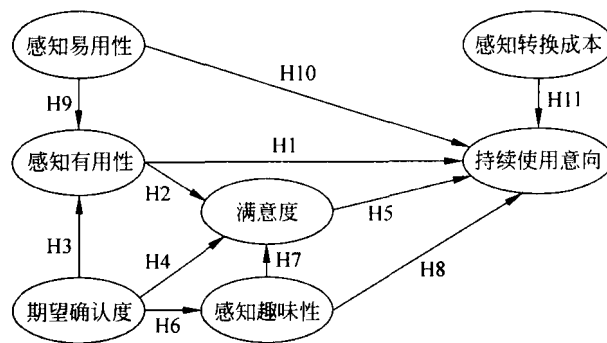 感知易用性
感知转换成本
H10
H9
H11
感知有用性
H1
持续使用意向
H2
满意度
H5
H3
H4
H7
H8
期望确认度
H6
感知趣味性